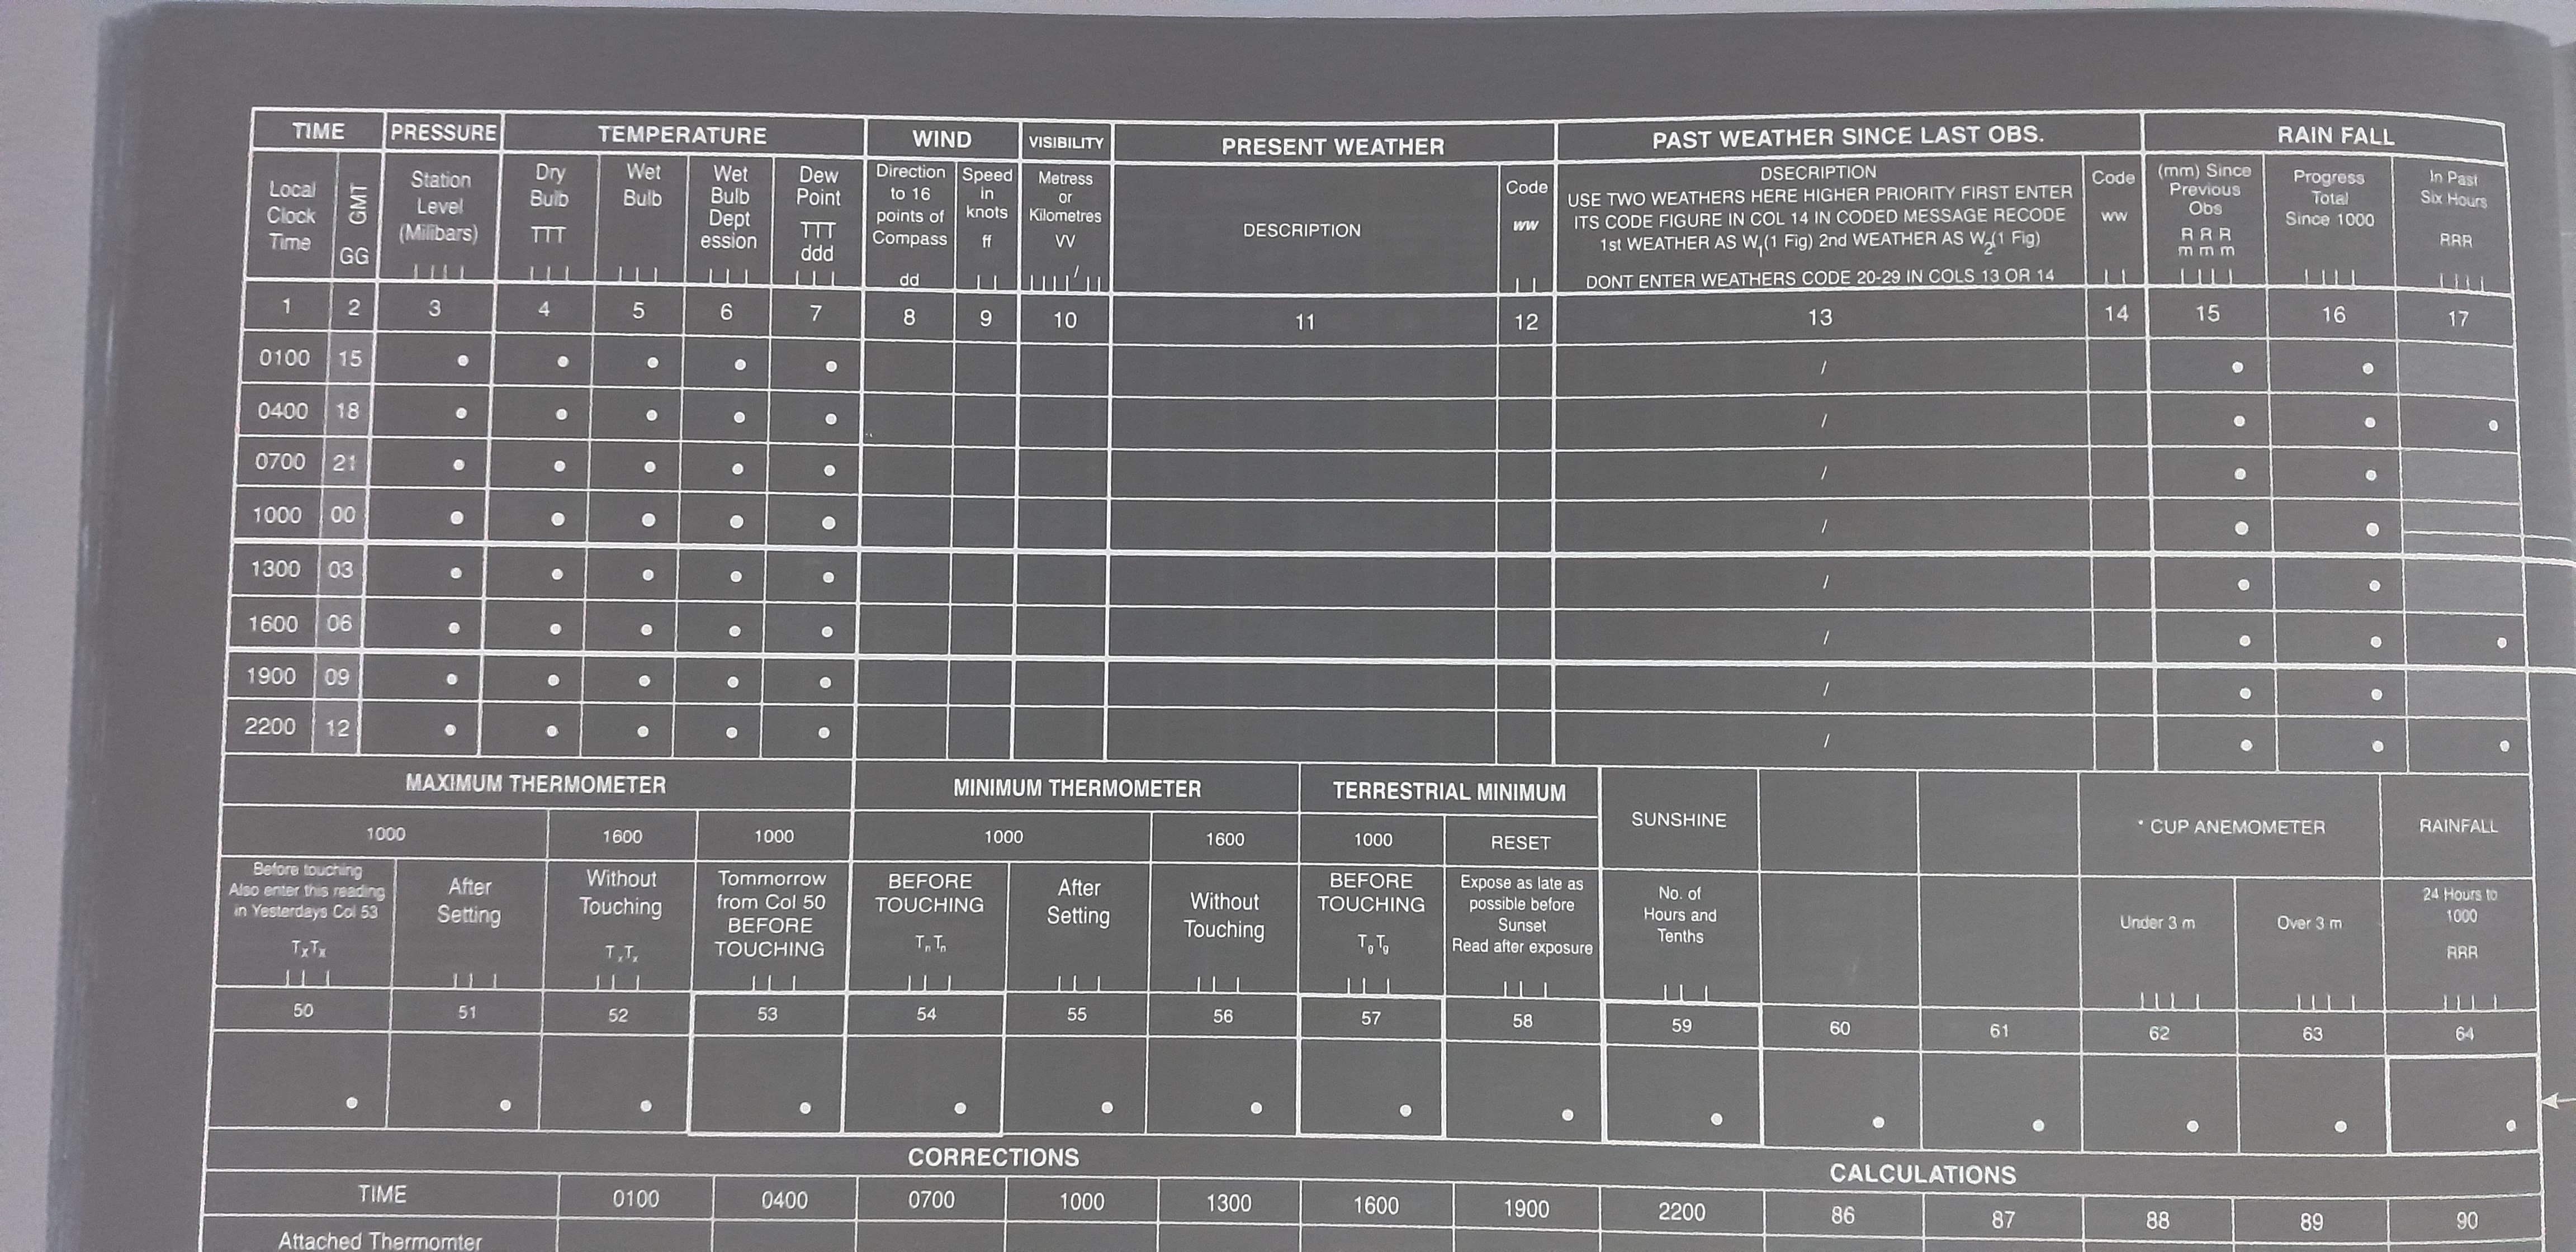 TIME PRESSURE TEMPERATURE WIND VISIBILITY PRESENT WEATHER PAST WEATHER SINCE LAST OBS. RAIN FALL
Local
Clock
Time
GMT
GG
Station
Level
(Milibars)
Dry
Bulb
TTT
Wet
Bulb
Wet
Bulb
Dept
ession
Dew
Point
TTT
ddd
Direction
to 16
points of
Compass
dd
Speed
in
knots
ff
Metress
or
Kilometres
VV
DESCRIPTION
Code
ww
DSECRIPTION
USE TWO WEATHERS HERE HIGHER PRIORITY FIRST ENTER
ITS CODE FIGURE IN COL 14 IN CODED MESSAGE RECODE
1st WEATHER AS W1(1 Fig) 2nd WEATHER AS W2(1 Fig)
DONT ENTER WEATHERS CODE 20-29 IN COLS 13 OR 14
Code
ww
(mm) Since
Previous
Obs
R R R
m m m
Progress
Total
Since 1000
In Past
Six Hours
RRR
1 2 3 4 5 6 7 8 9 10 11 12 13 14 15 16 17
0100 15 /
0400 18 /
0700 21 /
1000 00 /
1300 03 /
1600 06 /
1900 09 /
2200 12 /
MAXIMUM THERMOMETER MINIMUM THERMOMETER TERRESTRIAL MINIMUM SUNSHINE * CUP ANEMOMETER RAINFALL
1000 1600 1000 1000 1600 1000 RESET
Before touching
Also enter this reading
in Yesterdays Col 53
TxTx
After
Setting
Without
Touching
TxTx
Tommorrow
from Col 50
BEFORE
TOUCHING
BEFORE
TOUCHING
TnTn
After
Setting
Without
Touching
BEFORE
TOUCHING
TgTg
Expose as late as
possible before
Sunset
Read after exposure
No. of
Hours and
Tenths
Under 3 m
Over 3 m
24 Hours to
1000
RRR
50 51 52 53 54 55 56 57 58 59 60 61 62 63 64
CORRECTIONS CALCULATIONS
TIME 0100 0400 0700 1000 1300 1600 1900 2200 86 87 88 89 90
Attached Thermomter